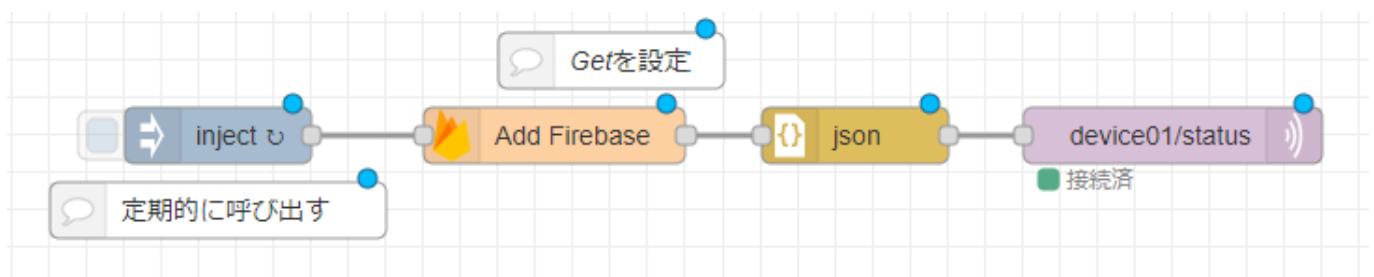 Getを設定
inject ↻
Add Firebase
{}
json
device01/status
接続済
定期的に呼び出す